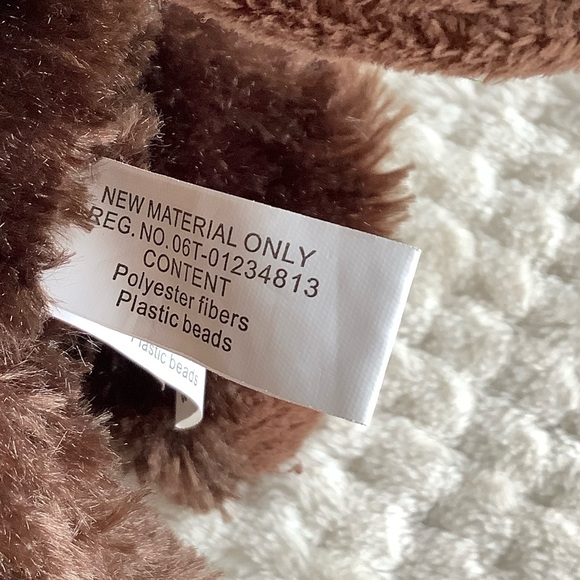 NEW MATERIAL ONLY
REG. NO. 06T-01234813
CONTENT
Polyester fibers
Plastic beads
Plastic beads